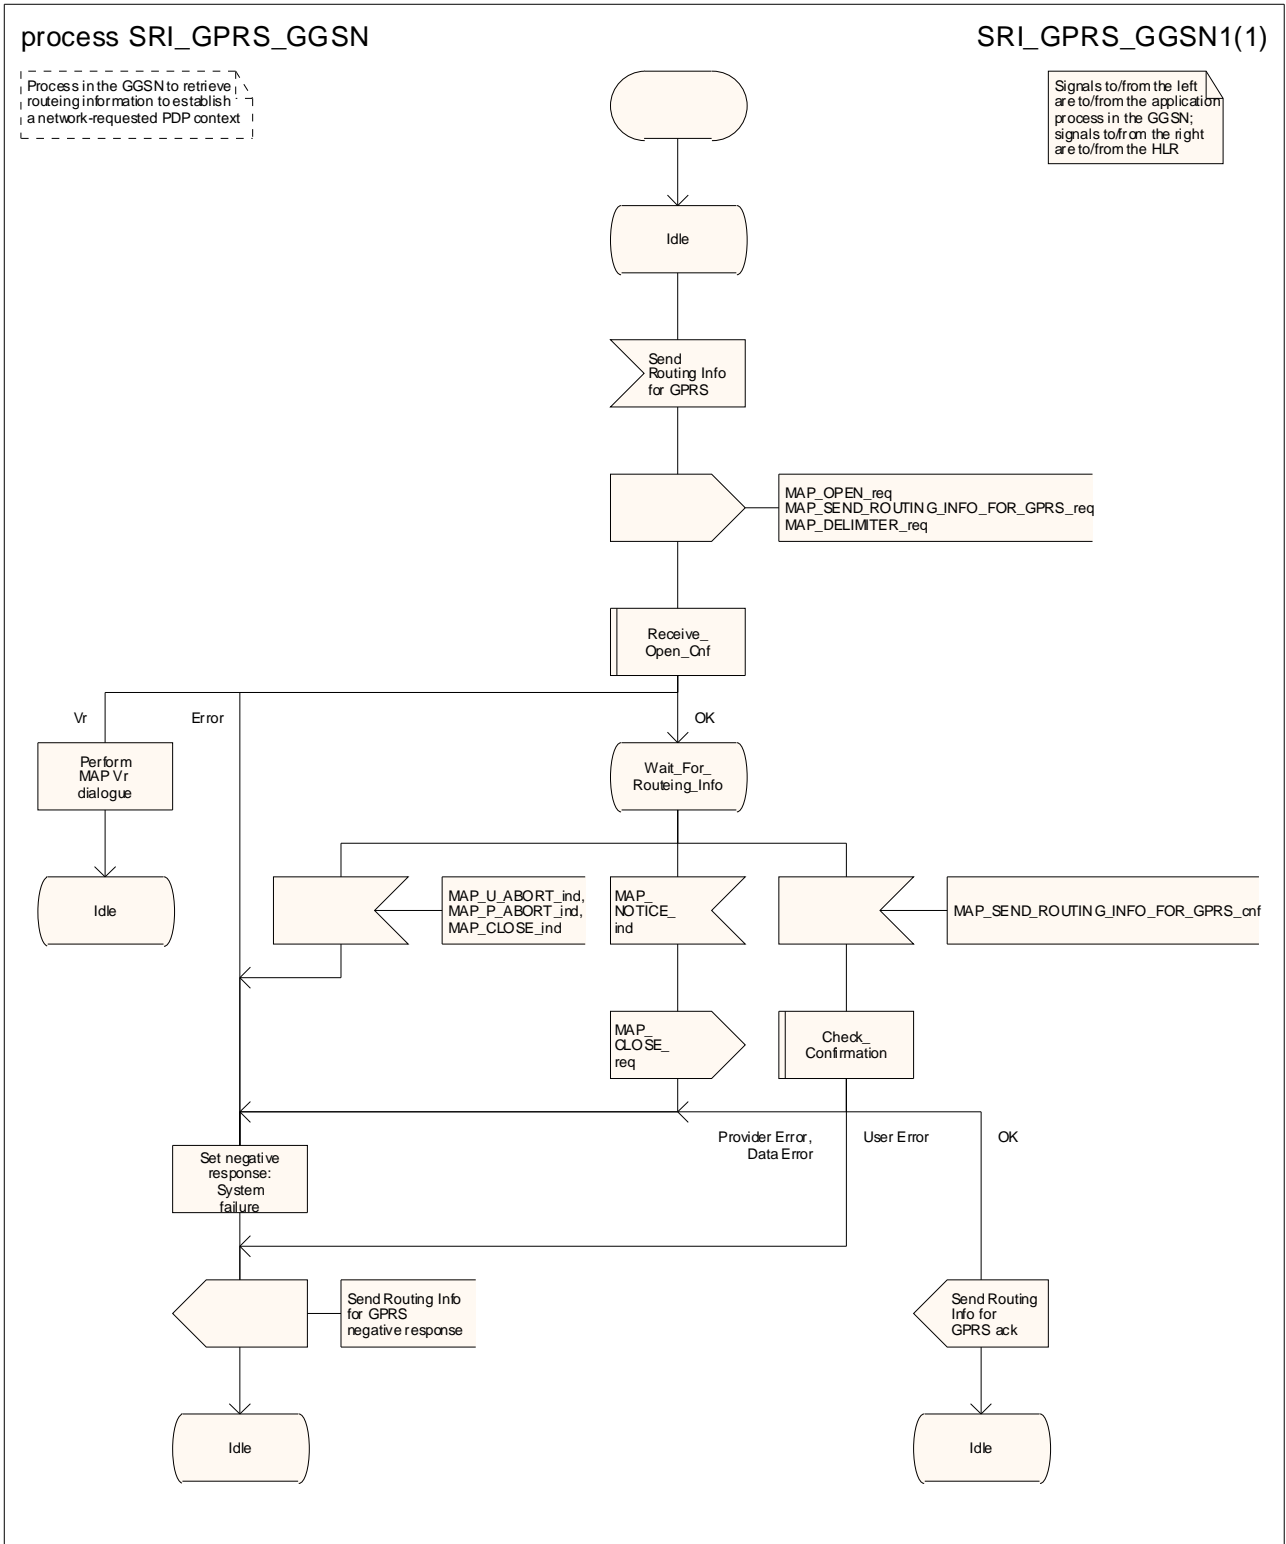 process SRI_GPRS_GGSN
SRI_GPRS_GGSN1(1)
Process in the GGSN to retrieve
routeing information to establish
a network-requested PDP context
Signals to/from the left
are to/from the application
process in the GGSN;
signals to/from the right
are to/from the HLR
Idle
Send
Routing Info
for GPRS
MAP_OPEN_req
MAP_SEND_ROUTING_INFO_FOR_GPRS_req
MAP_DELIMITER_req
Receive_
Open_Cnf
Vr
Error
OK
Perform
MAP Vr
dialogue
Wait_For_
Routeing_Info
Idle
MAP_U_ABORT_ind,
MAP_P_ABORT_ind,
MAP_CLOSE_ind
MAP_
NOTICE_
ind
MAP_SEND_ROUTING_INFO_FOR_GPRS_cnf
MAP_
CLOSE_
req
Check_
Confirmation
Provider Error,
Data Error
User Error
OK
Set negative
response:
System
failure
Send Routing Info
for GPRS
negative response
Send Routing
Info for
GPRS ack
Idle
Idle